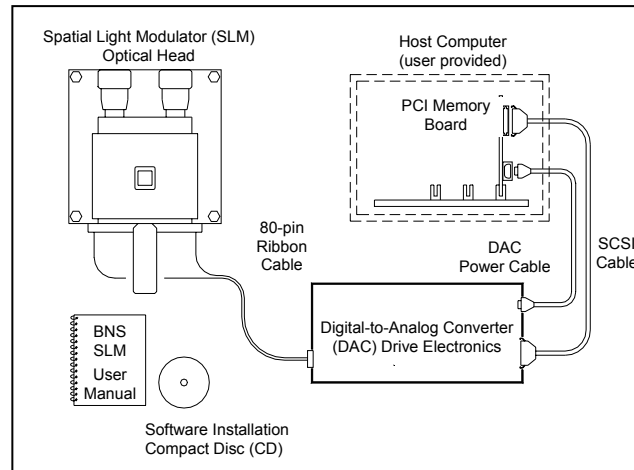 Spatial Light Modulator (SLM)
Optical Head
Host Computer
(user provided)
PCI Memory
Board
80-pin
Ribbon
Cable
DAC
Power Cable
SCSI
Cable
Digital-to-Analog Converter
(DAC) Drive Electronics
BNS
SLM
User
Manual
Software Installation
Compact Disc (CD)